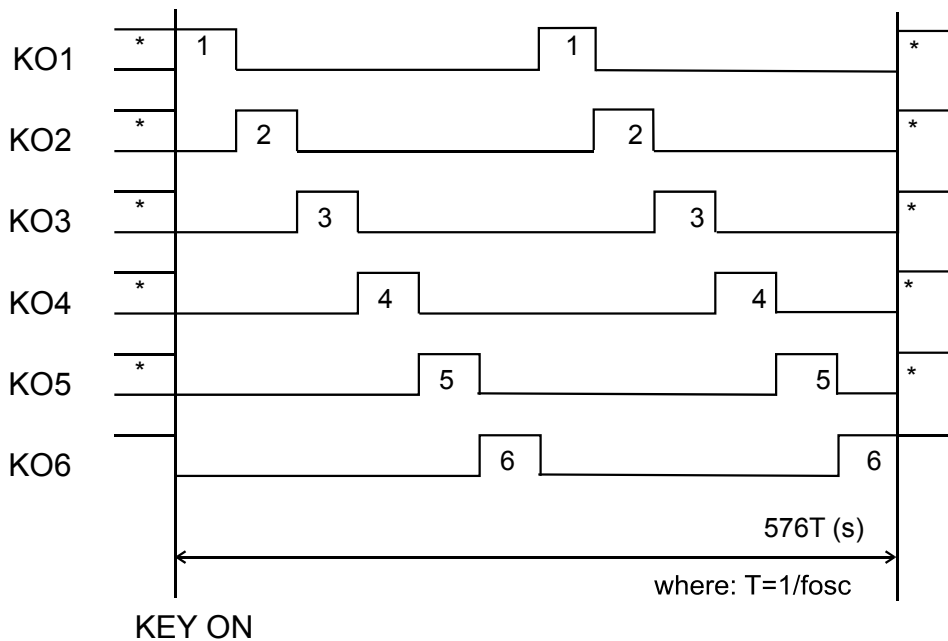 KO1 * 1 1 *
KO2 * 2 2 *
KO3 * 3 3 *
KO4 * 4 4 *
KO5 * 5 5 *
KO6 6 6
576T (s)
where: T=1/fosc
KEY ON